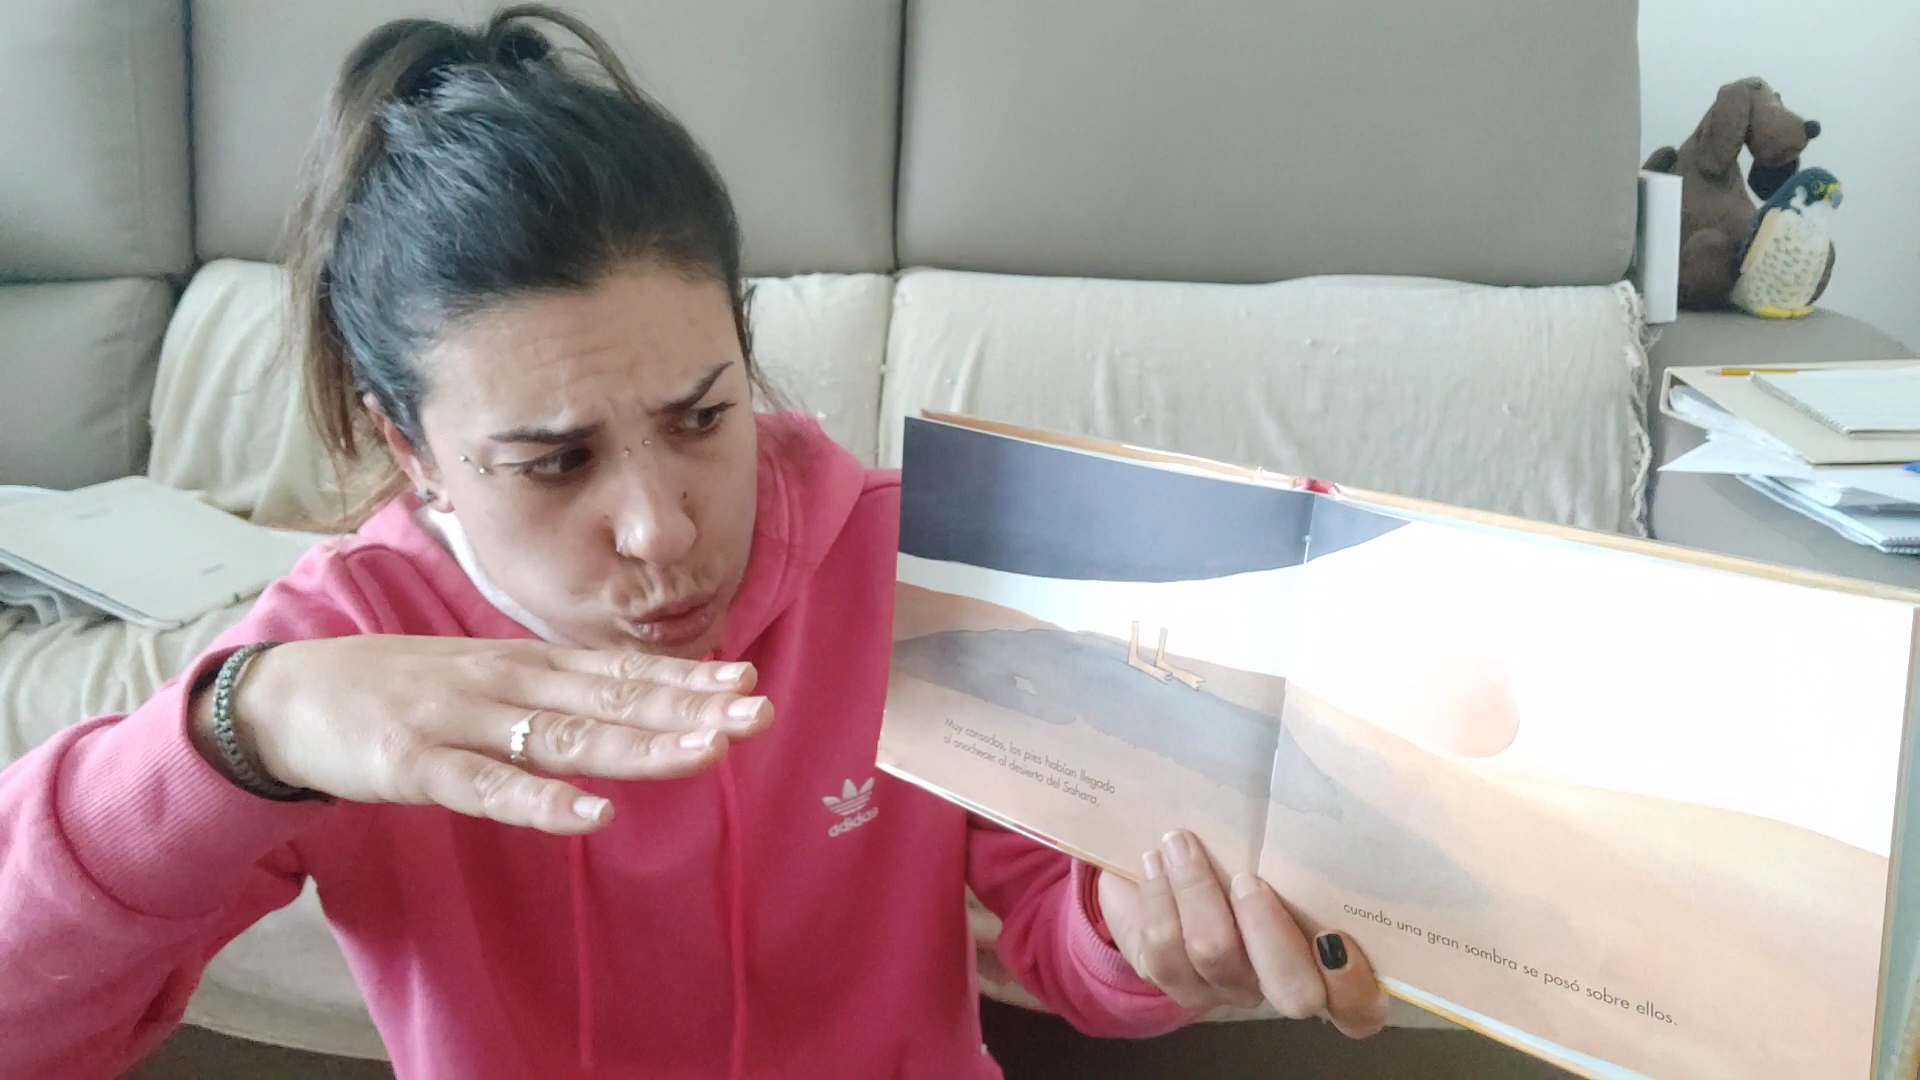 adidas
Muy cansados, los pies habían llegado
al anochecer al desierto del Sahara,
cuando una gran sombra se posó sobre ellos.